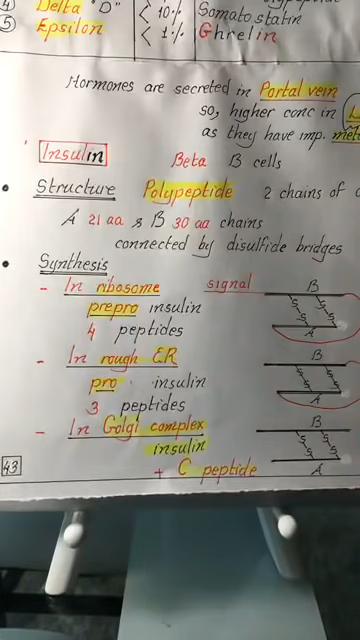 4 Delta "D" < 10% Somatostatin
5 Epsilon < 1% Ghrelin
Hormones are secreted in Portal vein
so, higher conc in
as they have imp.
Insulin Beta B cells
• Structure Polypeptide 2 chains of
A 21 aa & B 30 aa chains
connected by disulfide bridges
• Synthesis
- In ribosome signal B
prepro insulin S S S S
4 peptides A
- In rough ER B
pro insulin S S S S
3 peptides A
- In Golgi complex B
insulin S S S S
43 + C peptide A